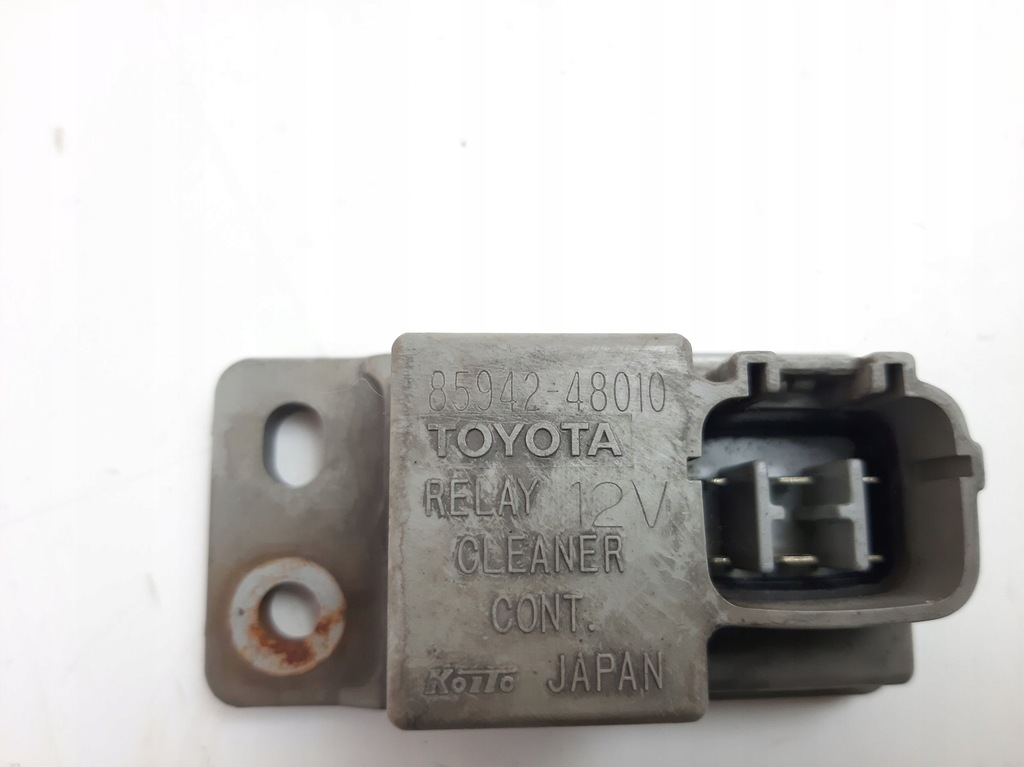 85942-48010
TOYOTA
RELAY 12V
CLEANER
CONT.
KOITO JAPAN